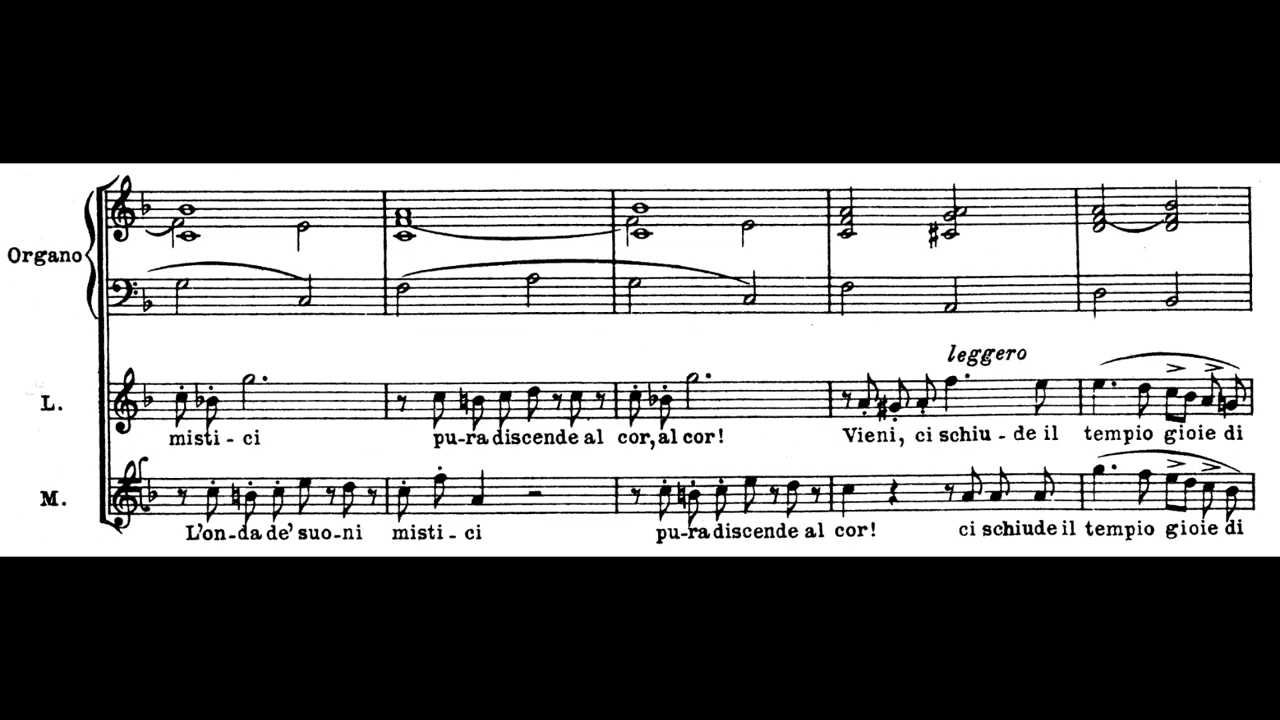 Organo
leggero
L.
misti - ci pu-ra discende al cor, al cor! Vieni, ci schiu - de il tempio gioie di
M.
L'on-da de' suo-ni misti - ci pu-ra discende al cor! ci schiude il tempio gioie di